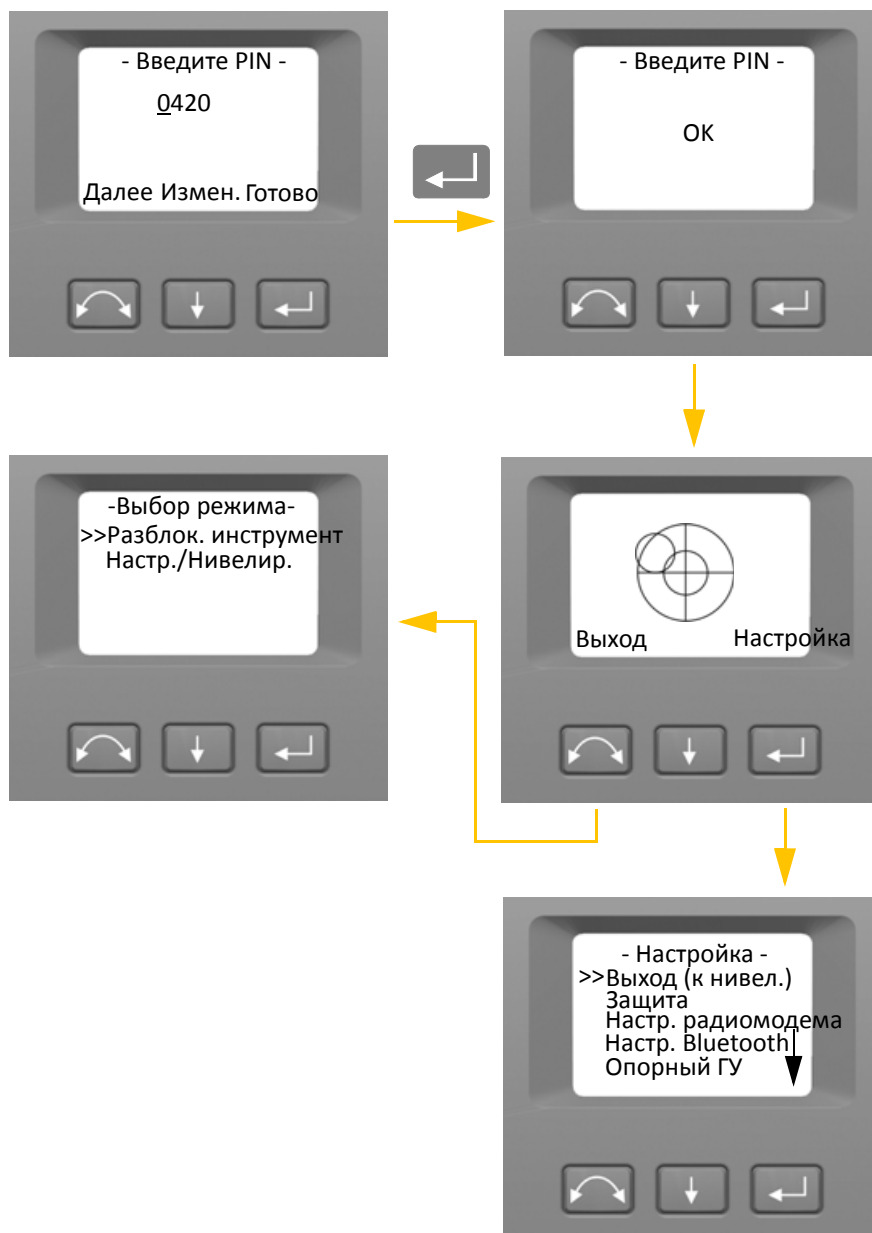 - Введите PIN -
0420
Далее Измен. Готово
- Введите PIN -
OK
-Выбор режима-
>>Разблок. инструмент
Настр./Нивелир.
Выход Настройка
- Настройка -
>>Выход (к нивел.)
Защита
Настр. радиомодема
Настр. Bluetooth
Опорный ГУ